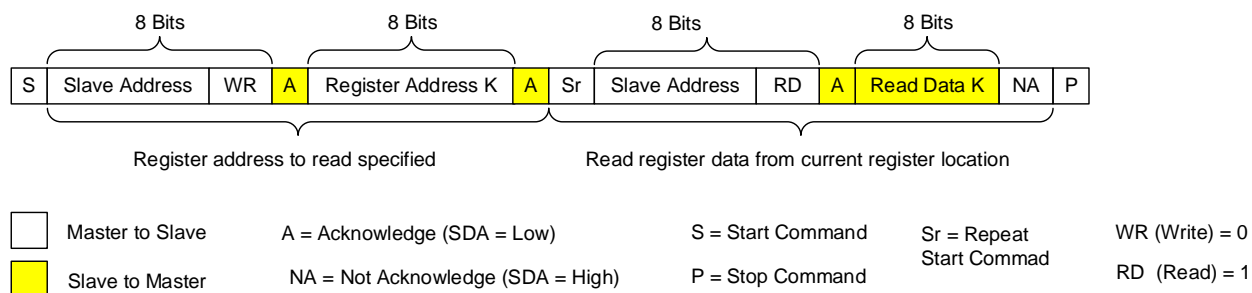 8 Bits 8 Bits 8 Bits
S Slave Address WR A Register Address K A Sr Slave Address RD A Read Data K NA P
Register address to read specified Read register data from current register location
Master to Slave A = Acknowledge (SDA = Low) S = Start Command Sr = Repeat WR (Write) = 0
Start Commad
Slave to Master NA = Not Acknowledge (SDA = High) P = Stop Command RD (Read) = 1